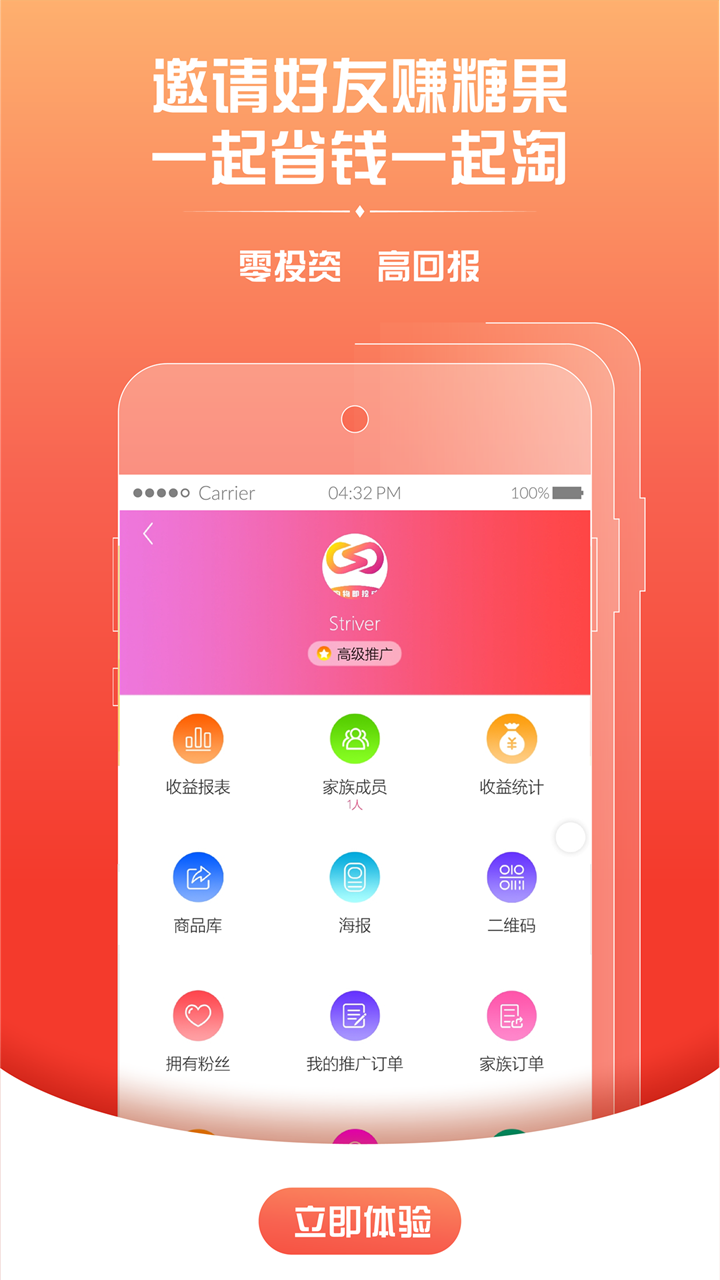 邀请好友赚糖果
一起省钱一起淘
零投资 高回报
Carrier 04:32 PM 100%
Striver
高级推广
收益报表 家族成员 收益统计
1人
商品库 海报 二维码
拥有粉丝 我的推广订单 家族订单
立即体验